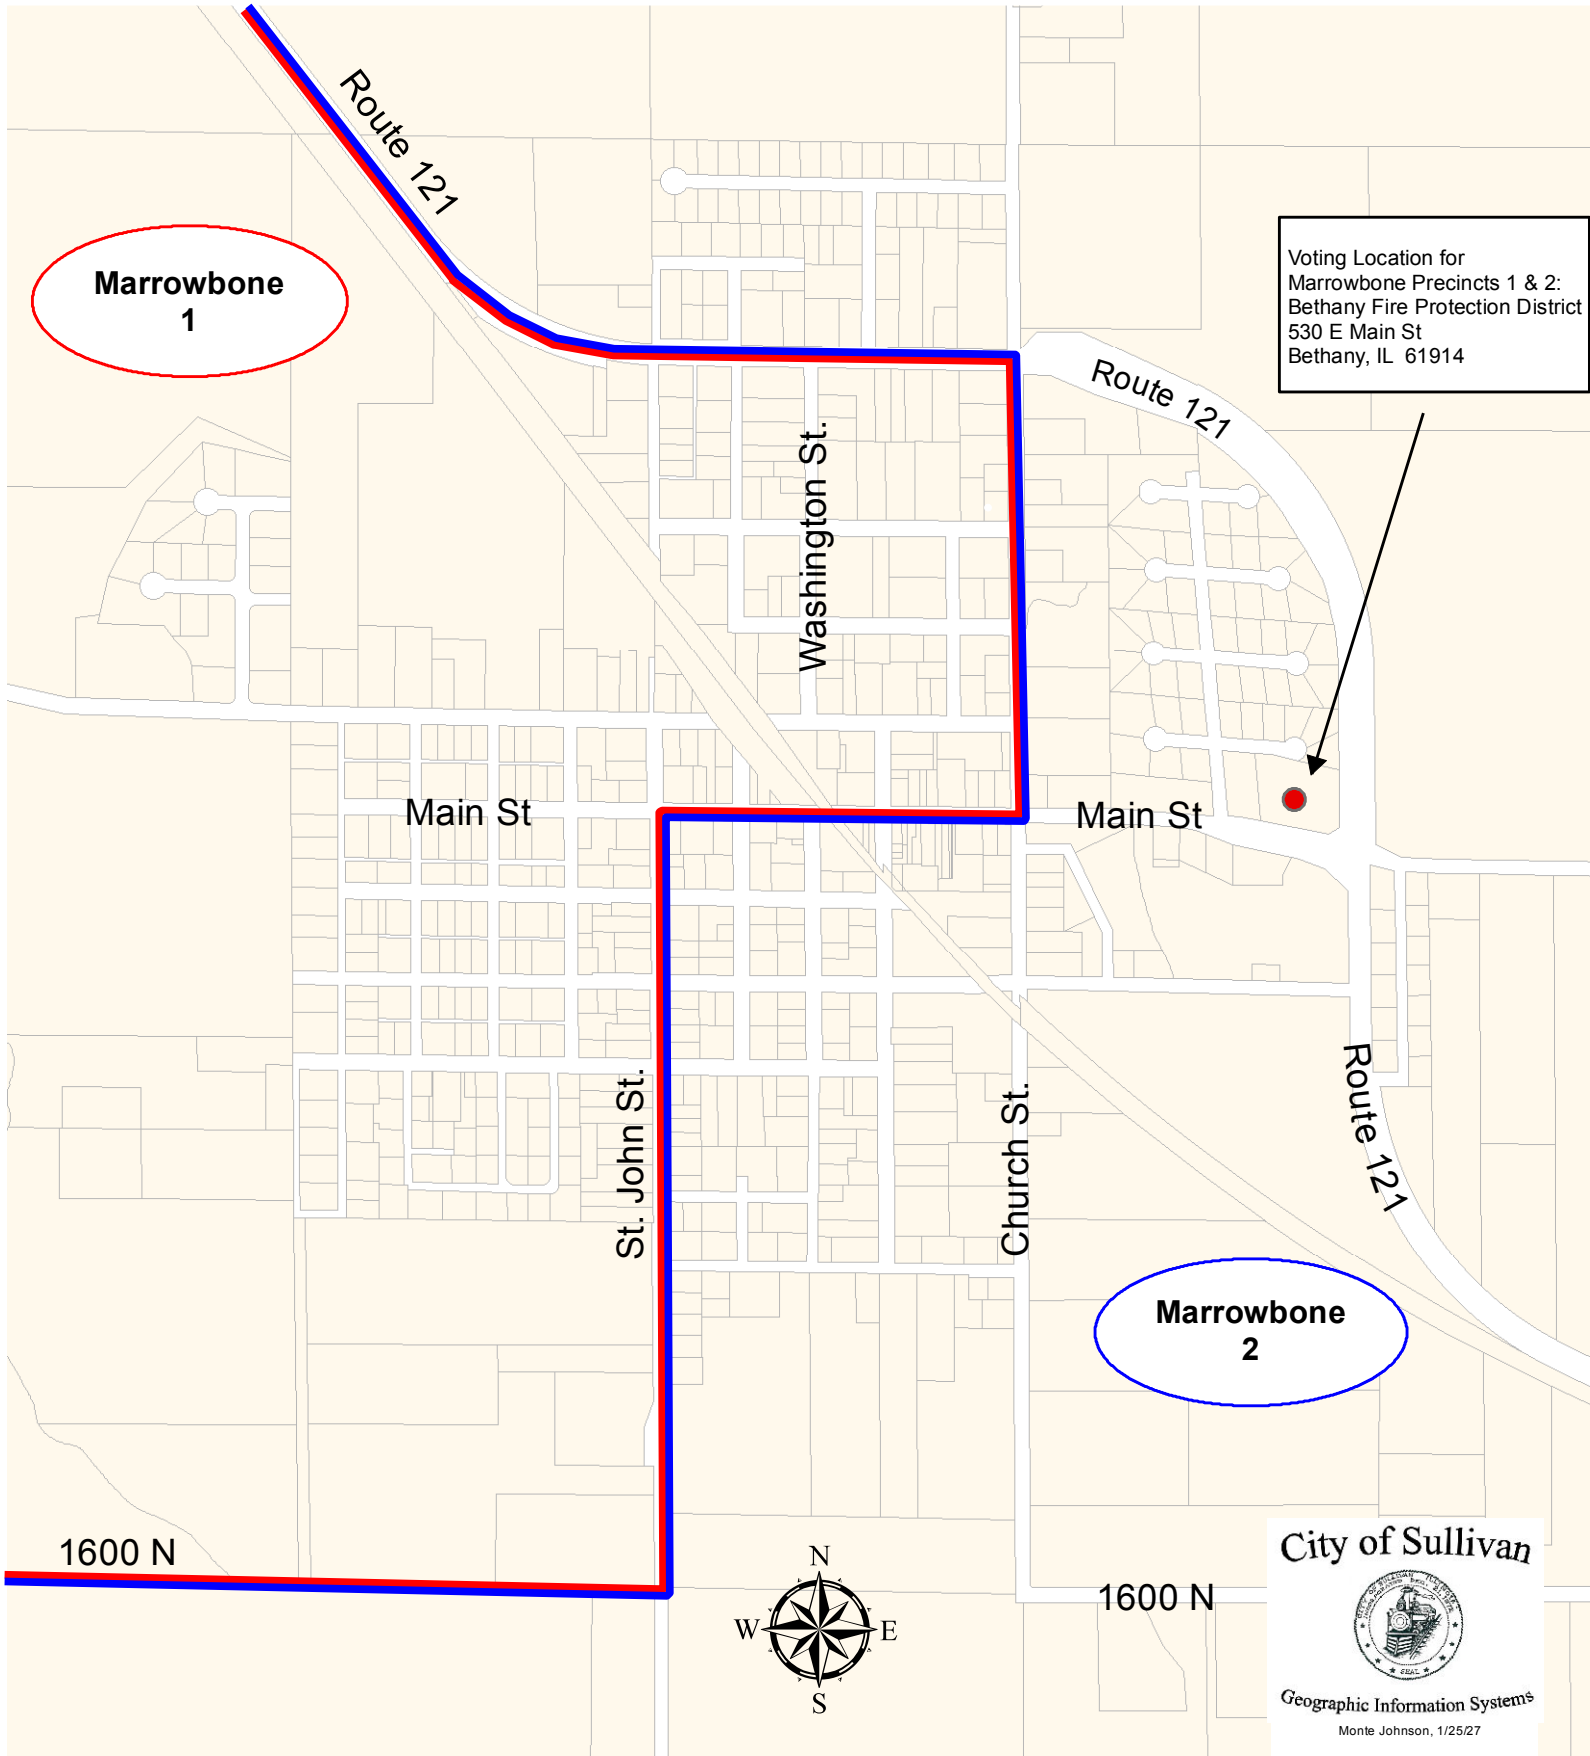 Route 121
Marrowbone
1
Voting Location for
Marrowbone Precincts 1 & 2:
Bethany Fire Protection District
530 E Main St
Bethany, IL  61914
Route 121
Washington St.
Main St
Main St
St. John St.
Church St.
Route 121
Marrowbone
2
1600 N
N
W
E
S
1600 N
City of Sullivan
SEAL
Geographic Information Systems
Monte Johnson, 1/25/27